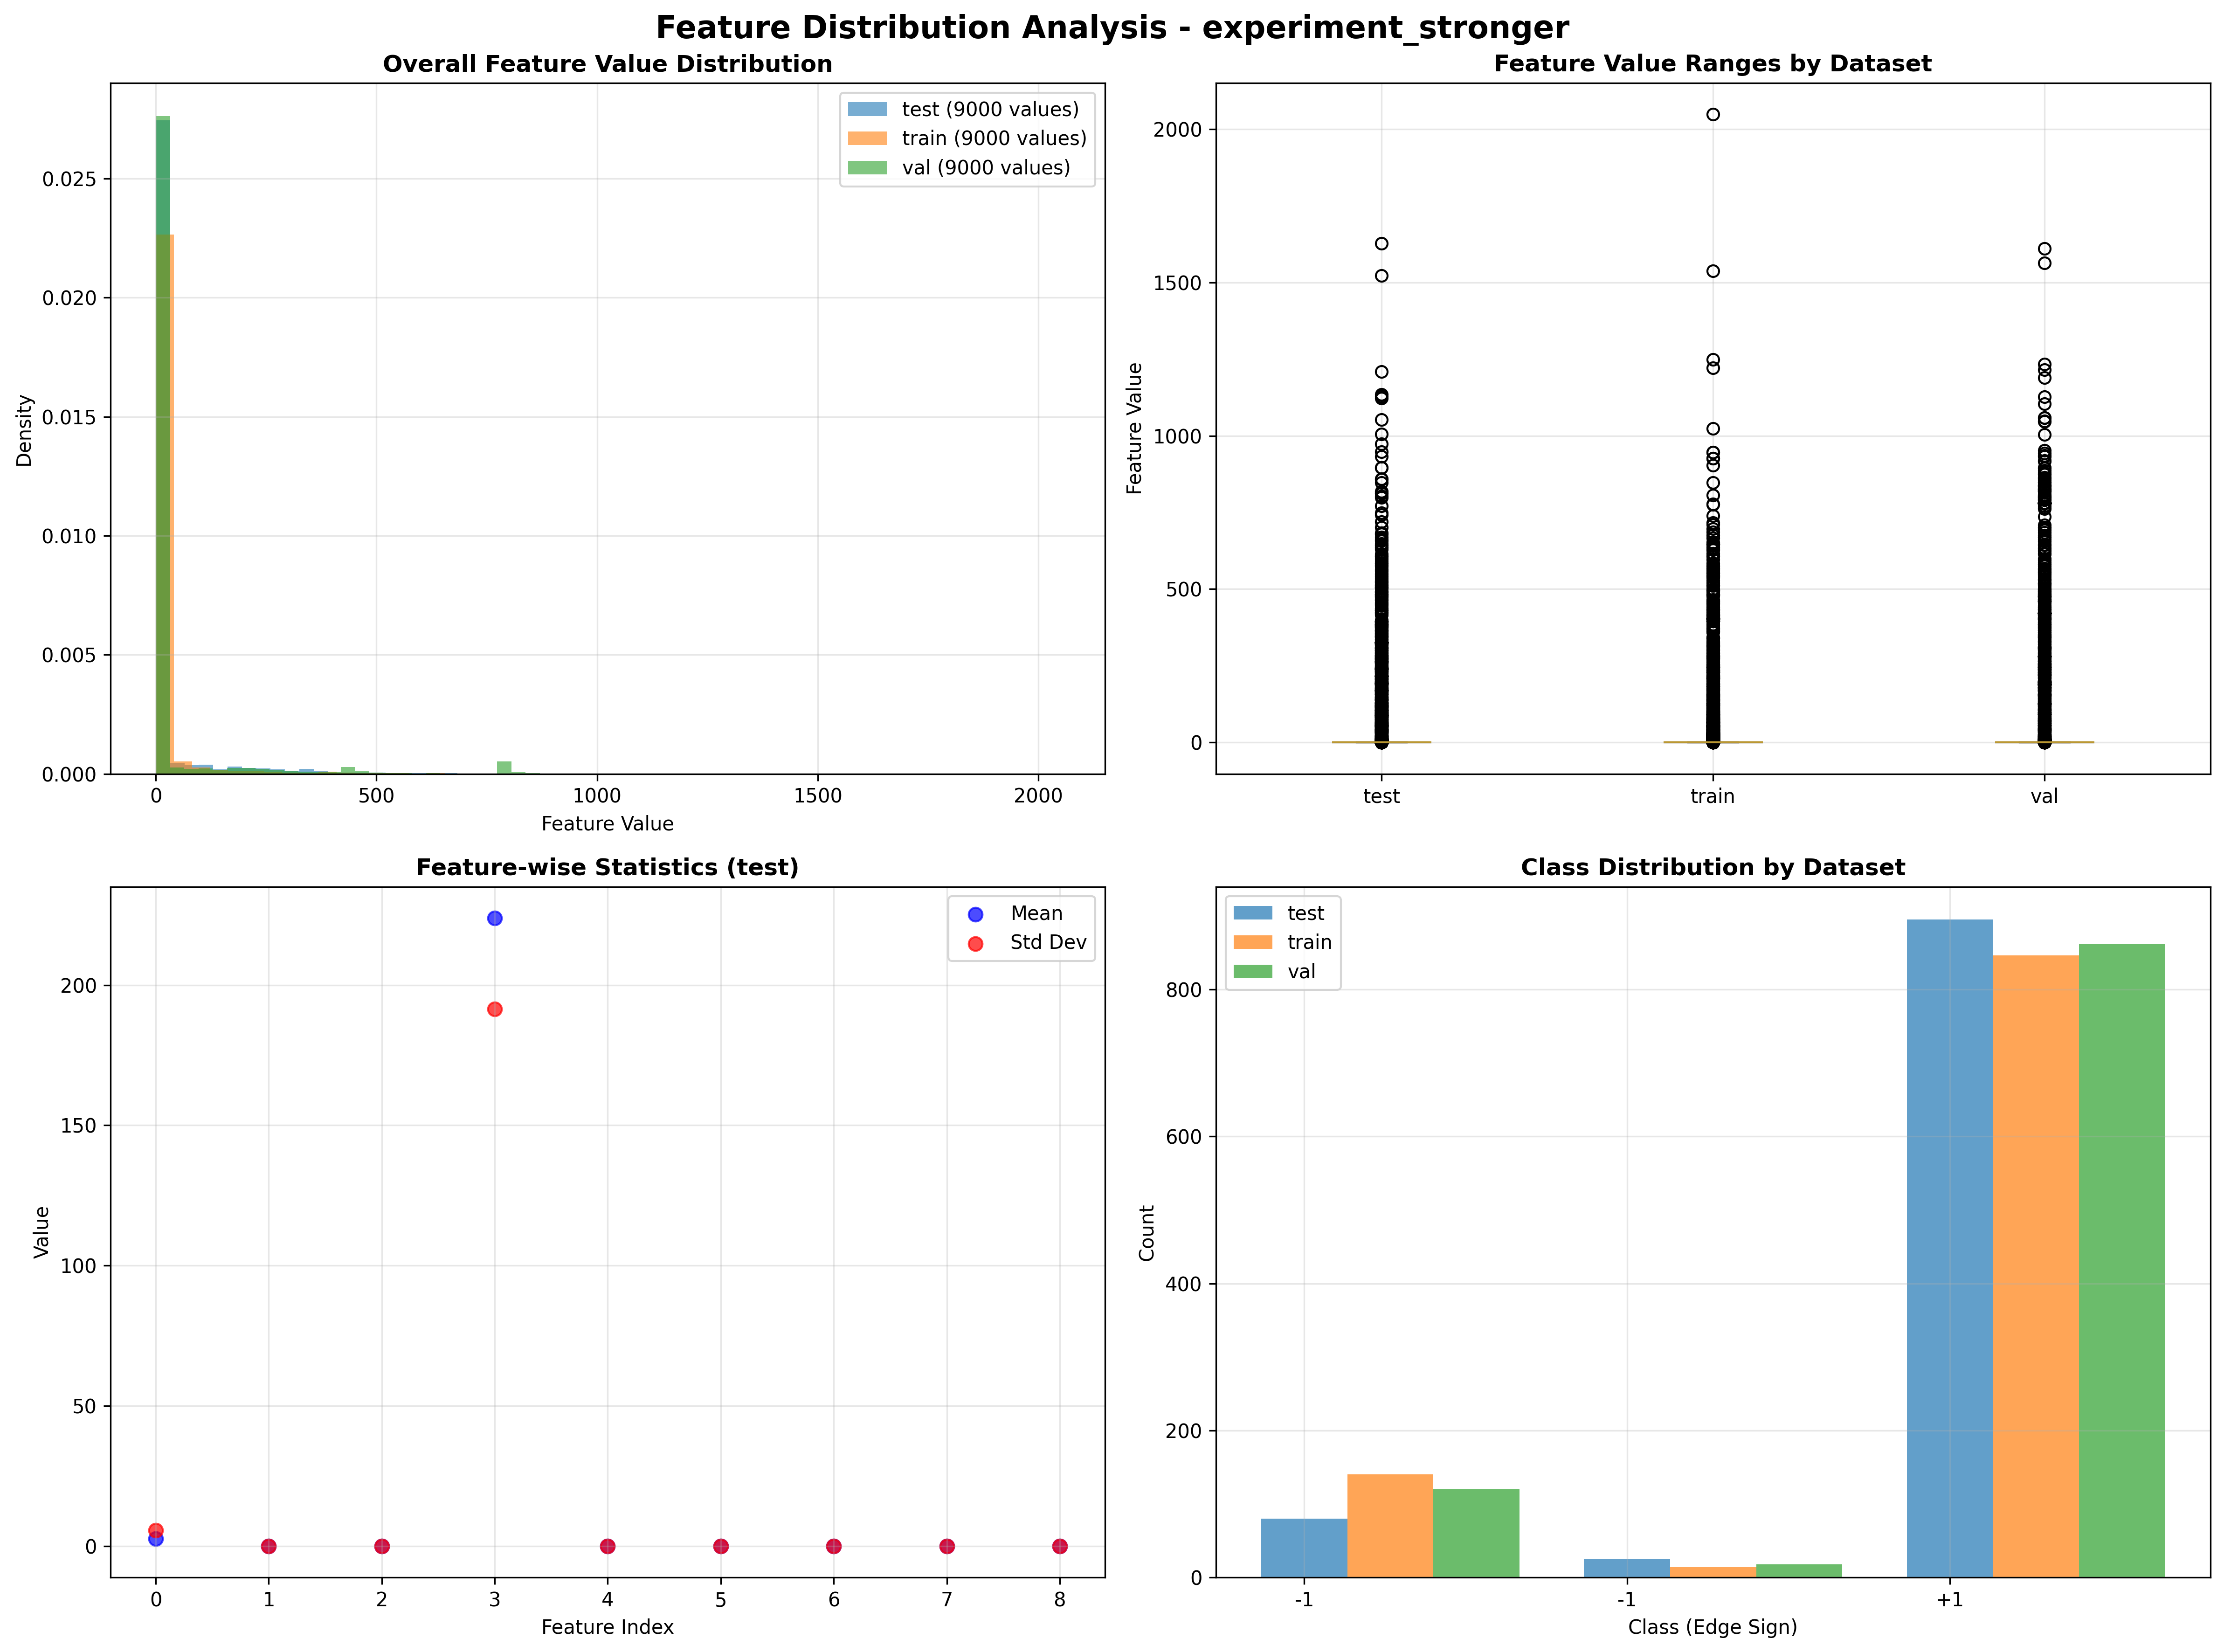 Feature Distribution Analysis - experiment_stronger
Overall Feature Value Distribution
test (9000 values)
train (9000 values)
val (9000 values)
0.025
0.020
0.015
0.010
0.005
0.000
Density
0 500 1000 1500 2000
Feature Value
Feature Value Ranges by Dataset
2000
1500
1000
500
0
Feature Value
test train val
Feature-wise Statistics (test)
Mean
Std Dev
200
150
100
50
0
Value
0 1 2 3 4 5 6 7 8
Feature Index
Class Distribution by Dataset
test
train
val
800
600
400
200
0
Count
-1 -1 +1
Class (Edge Sign)